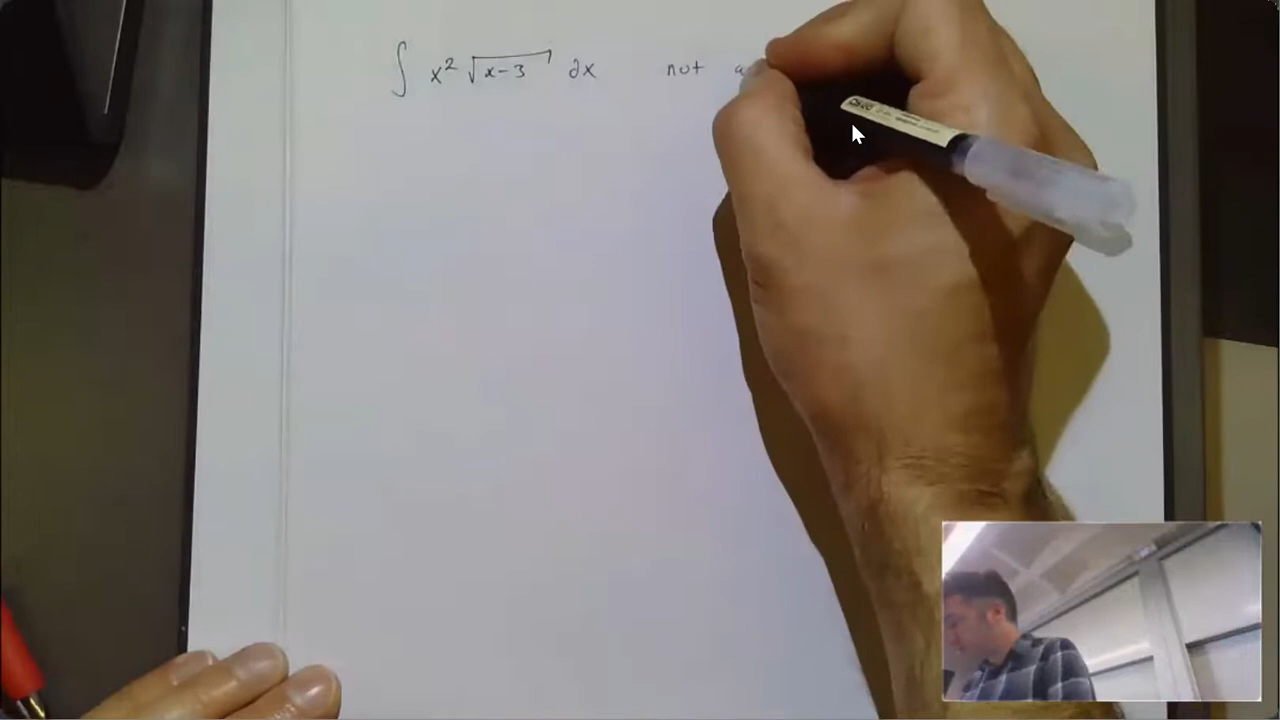 ∫ x² √(x-3) dx not a